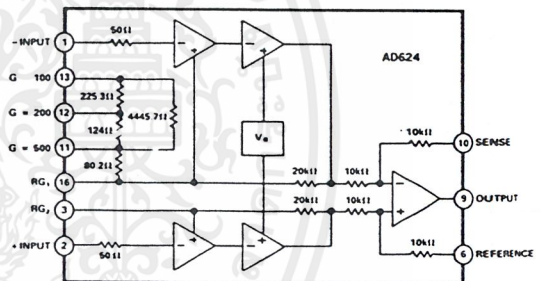 50Ω
- INPUT 1
AD624
G 100 13
225 3Ω
4445.7Ω
G = 200 12
124Ω
VB
10kΩ
10 SENSE
G = 500 11
80.2Ω
20kΩ 10kΩ
RG1 16
9 OUTPUT
20kΩ 10kΩ
RG2 3
10kΩ
+ INPUT 2
50Ω
6 REFERENCE